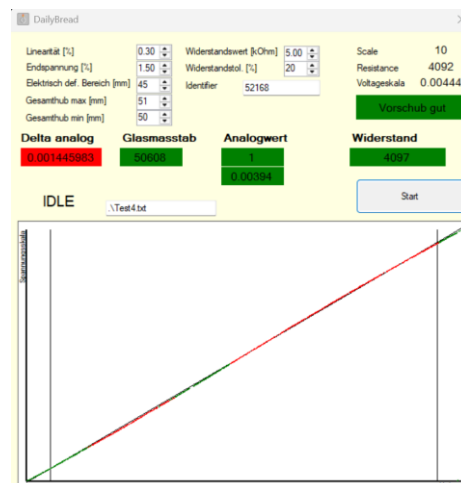 DailyBread
Linearität [%] 0.30 Widerstandswert [kOhm] 5.00 Scale 10
Endspannung [%] 1.50 Widerstandstol. [%] 20 Resistance 4092
Elektrisch def. Bereich [mm] 45 Identifier 52168 Voltageskala 0.00444
Gesamthub max [mm] 51 Vorschub gut
Gesamthub min [mm] 50
Delta analog Glasmasstab Analogwert Widerstand
0.001445983 50608 1 4097
0.00394
IDLE .\Test4.txt Start
Spannungsskala